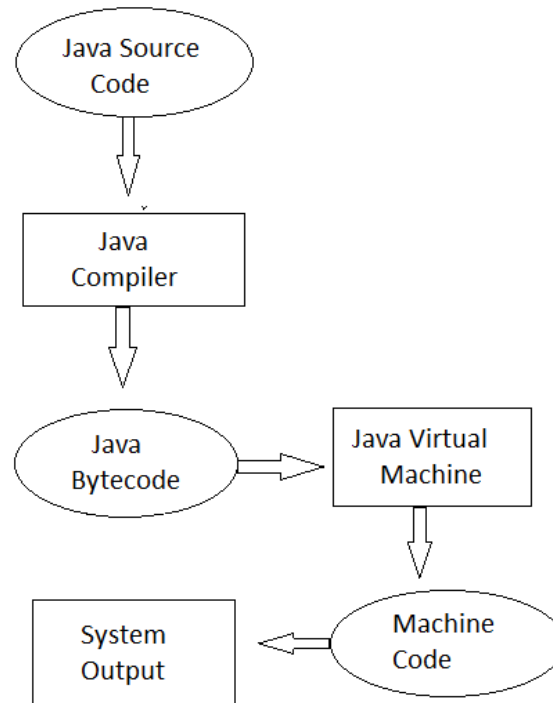 Java Source
Code
Java
Compiler
Java
Bytecode
Java Virtual
Machine
Machine
Code
System
Output